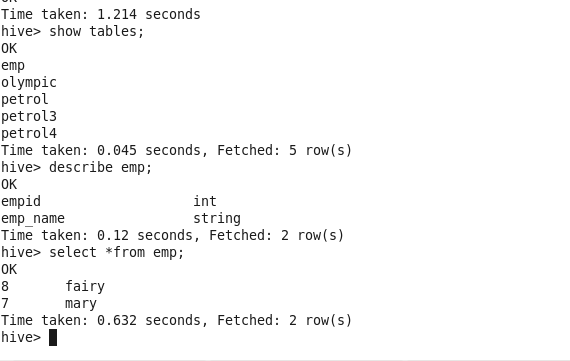 OK
Time taken: 1.214 seconds
hive> show tables;
OK
emp
olympic
petrol
petrol3
petrol4
Time taken: 0.045 seconds, Fetched: 5 row(s)
hive> describe emp;
OK
empid                   int
emp_name                string
Time taken: 0.12 seconds, Fetched: 2 row(s)
hive> select *from emp;
OK
8       fairy
7       mary
Time taken: 0.632 seconds, Fetched: 2 row(s)
hive>